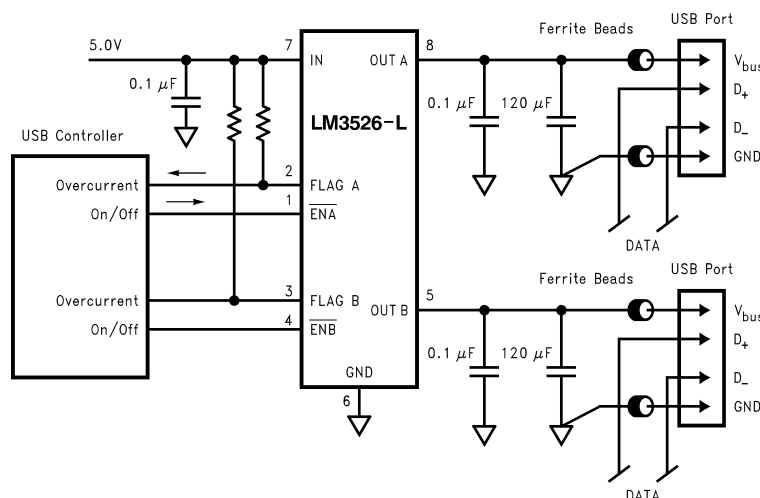 USB Port
Ferrite Beads
5.0V
7
IN
OUT A
8
V_bus
0.1 µF
D+
0.1 µF
120 µF
LM3526-L
D−
USB Controller
GND
Overcurrent
2
FLAG A
On/Off
1
ENA
DATA
Ferrite Beads
USB Port
Overcurrent
3
FLAG B
OUT B
5
V_bus
On/Off
4
ENB
D+
0.1 µF
120 µF
GND
D−
6
GND
DATA